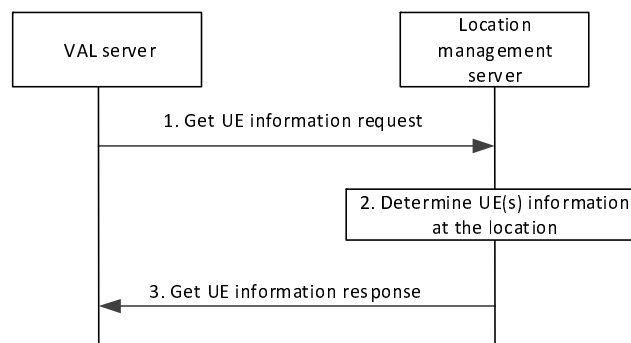 VAL server
Location
management
server
1. Get UE information request
2. Determine UE(s) information
at the location
3. Get UE information response